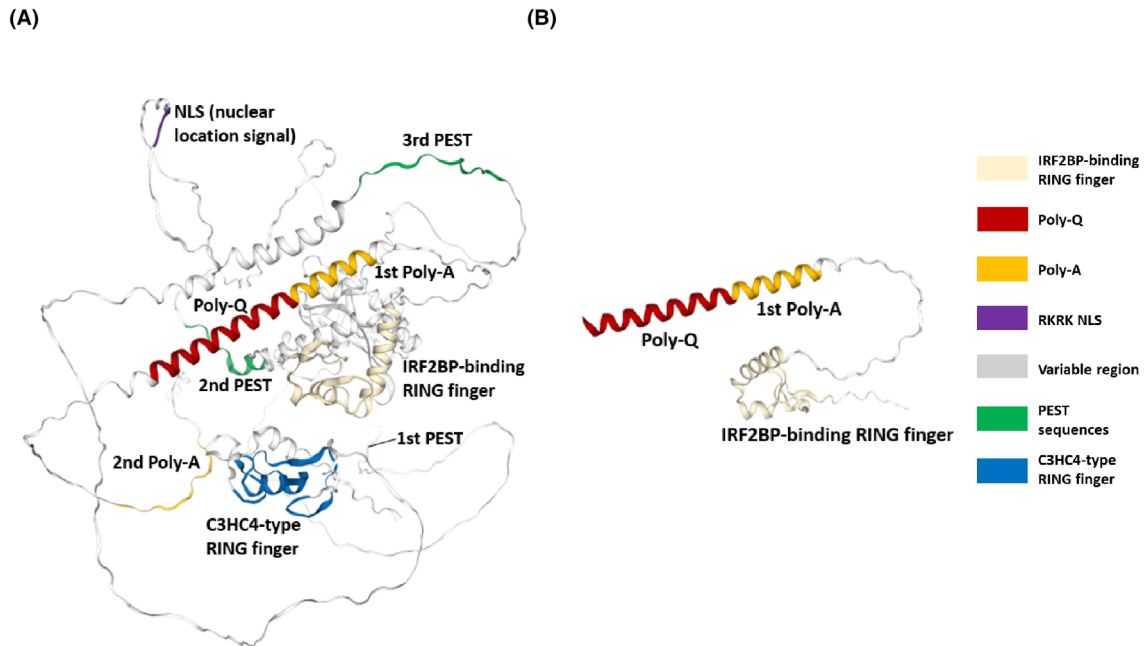 (A)
(B)
NLS (nuclear
location signal)
3rd PEST
1st Poly-A
Poly-Q
2nd PEST
IRF2BP-binding
RING finger
1st PEST
2nd Poly-A
C3HC4-type
RING finger
1st Poly-A
Poly-Q
IRF2BP-binding RING finger
IRF2BP-binding
RING finger
Poly-Q
Poly-A
RKRK NLS
Variable region
PEST
sequences
C3HC4-type
RING finger